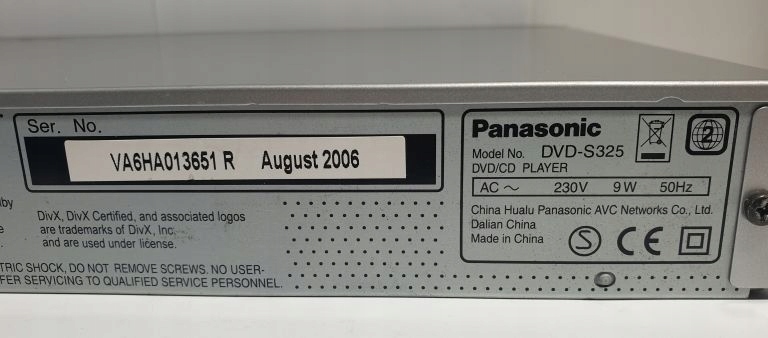 Ser. No.
VA6HA013651 R August 2006
DivX, DivX Certified, and associated logos
are trademarks of DivX, Inc.
and are used under license.
TRIC SHOCK, DO NOT REMOVE SCREWS. NO USER-
FER SERVICING TO QUALIFIED SERVICE PERSONNEL.
Panasonic
Model No. DVD-S325
DVD/CD PLAYER
AC ~ 230V 9W 50Hz
China Hualu Panasonic AVC Networks Co., Ltd.
Dalian China
Made in China
S CE
2